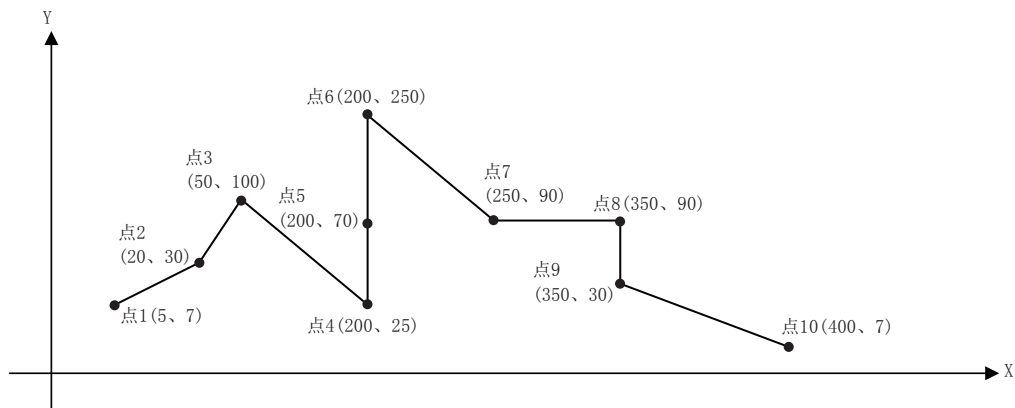 Y
点6(200、250)
点3
(50、100)
点7
(250、90)
点5
(200、70)
点8(350、90)
点2
(20、30)
点9
(350、30)
点1(5、7)
点4(200、25)
点10(400、7)
X